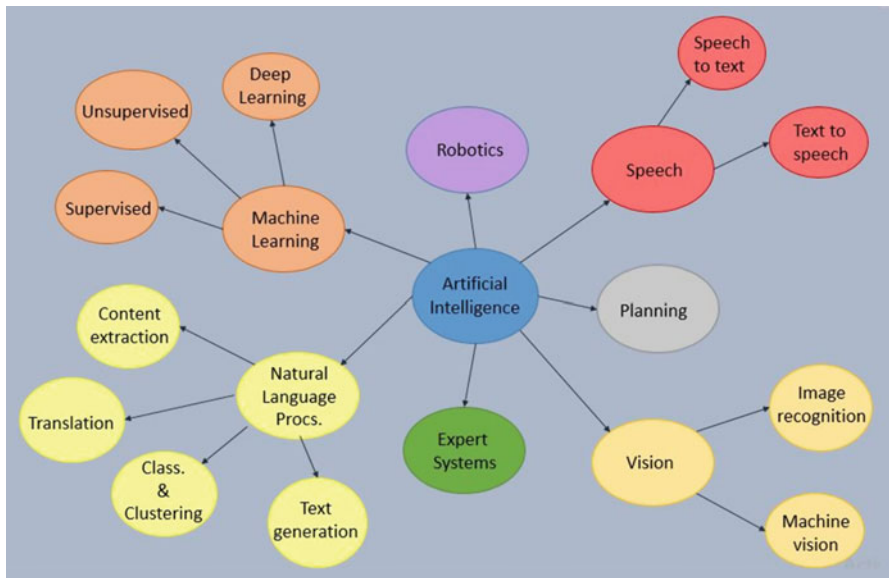 Speech
to text
Deep
Learning
Unsupervised
Text to
speech
Robotics
Speech
Supervised
Machine
Learning
Artificial
Intelligence
Planning
Content
extraction
Natural
Language
Procs.
Image
recognition
Translation
Expert
Systems
Vision
Class.
&
Clustering
Text
generation
Machine
vision